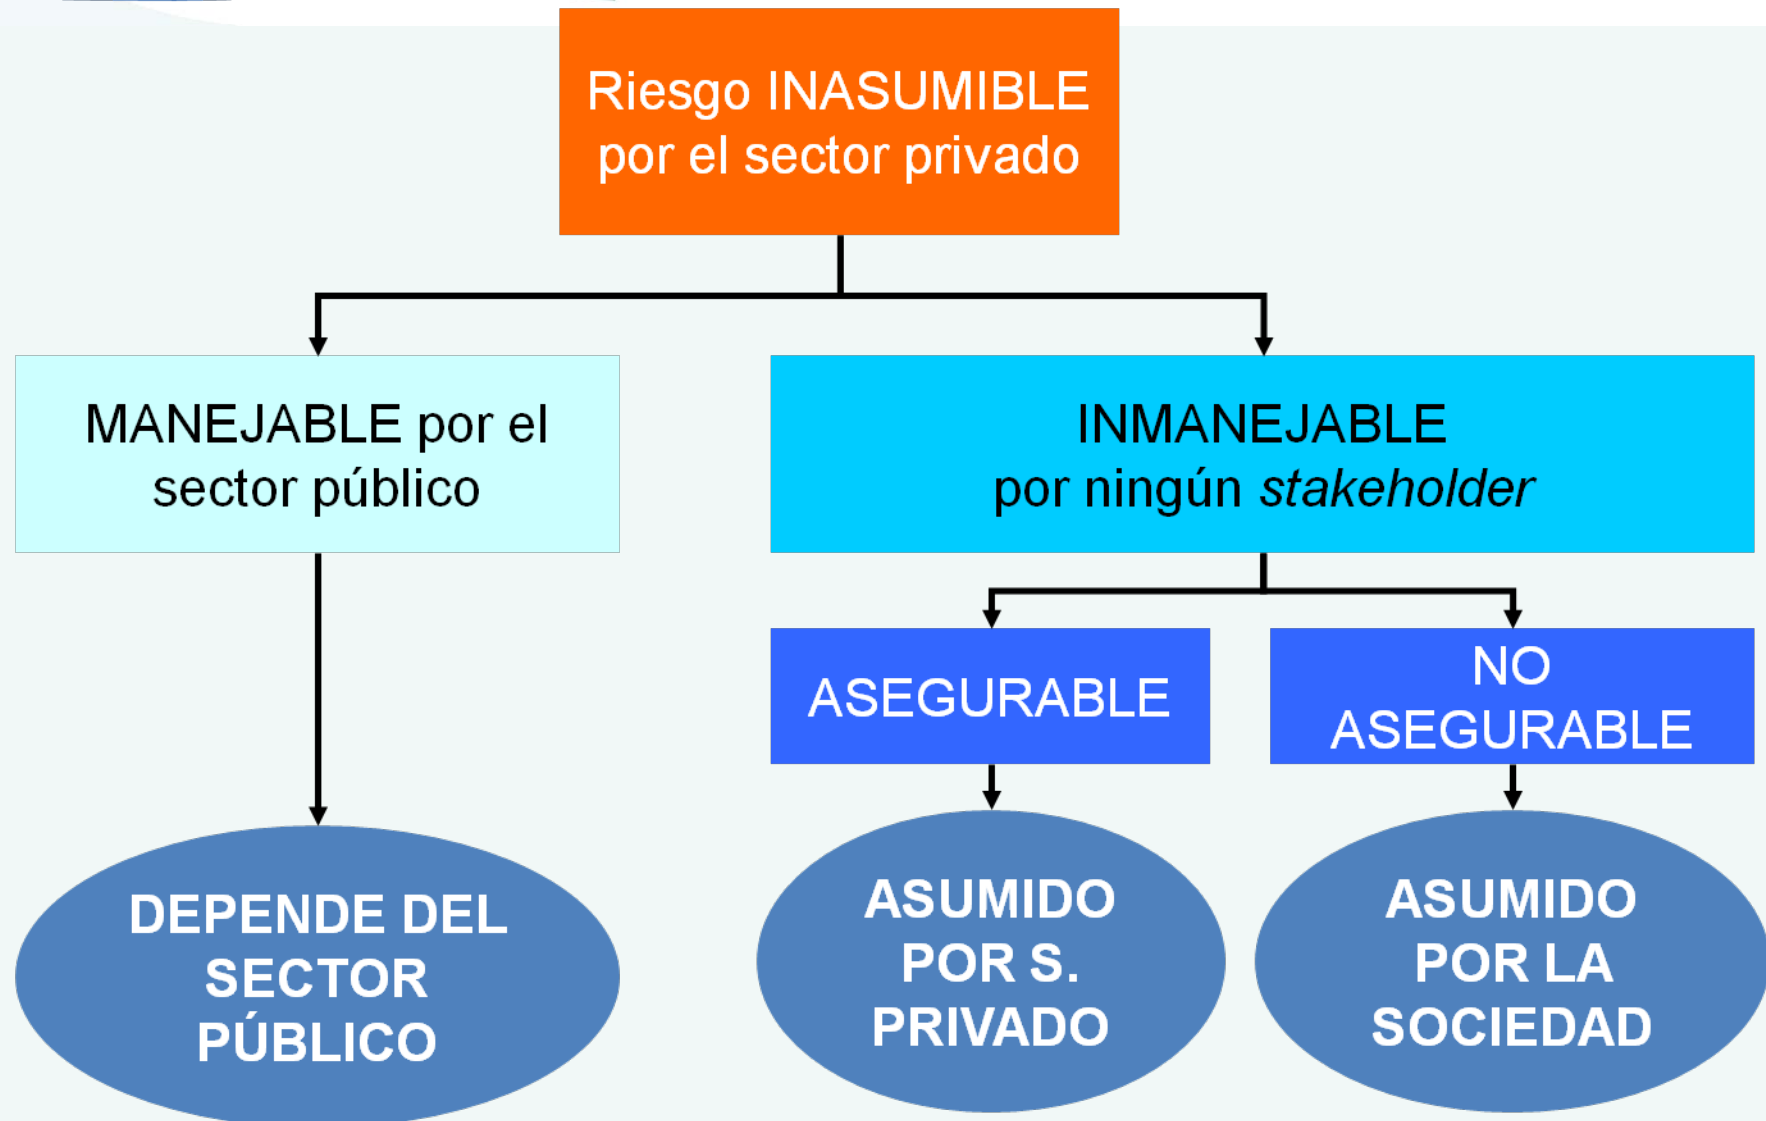 Riesgo INASUMIBLE
por el sector privado
MANEJABLE por el
sector público
INMANEJABLE
por ningún stakeholder
ASEGURABLE
NO
ASEGURABLE
DEPENDE DEL
SECTOR
PÚBLICO
ASUMIDO
POR S.
PRIVADO
ASUMIDO
POR LA
SOCIEDAD